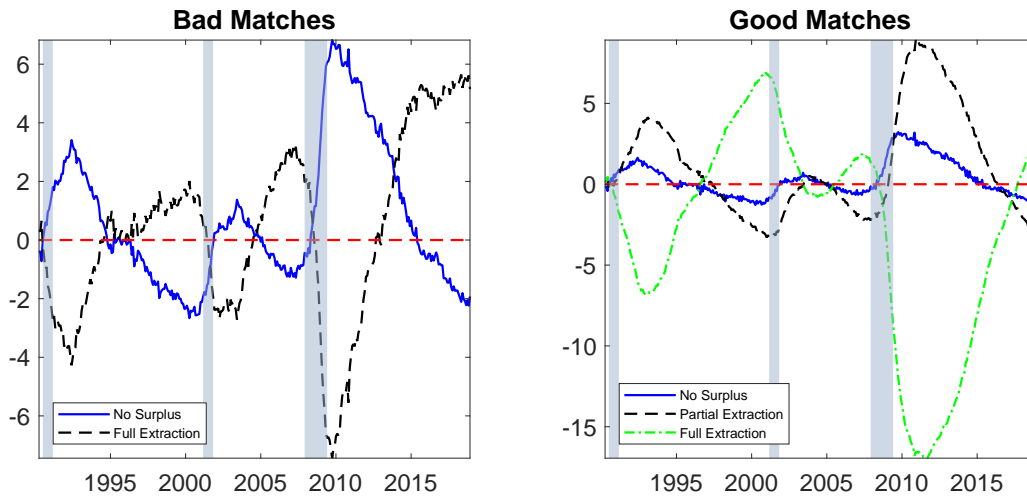 Bad Matches
6
4
2
0
-2
-4
-6
No Surplus
Full Extraction
1995 2000 2005 2010 2015
Good Matches
5
0
-5
-10
-15
No Surplus
Partial Extraction
Full Extraction
1995 2000 2005 2010 2015